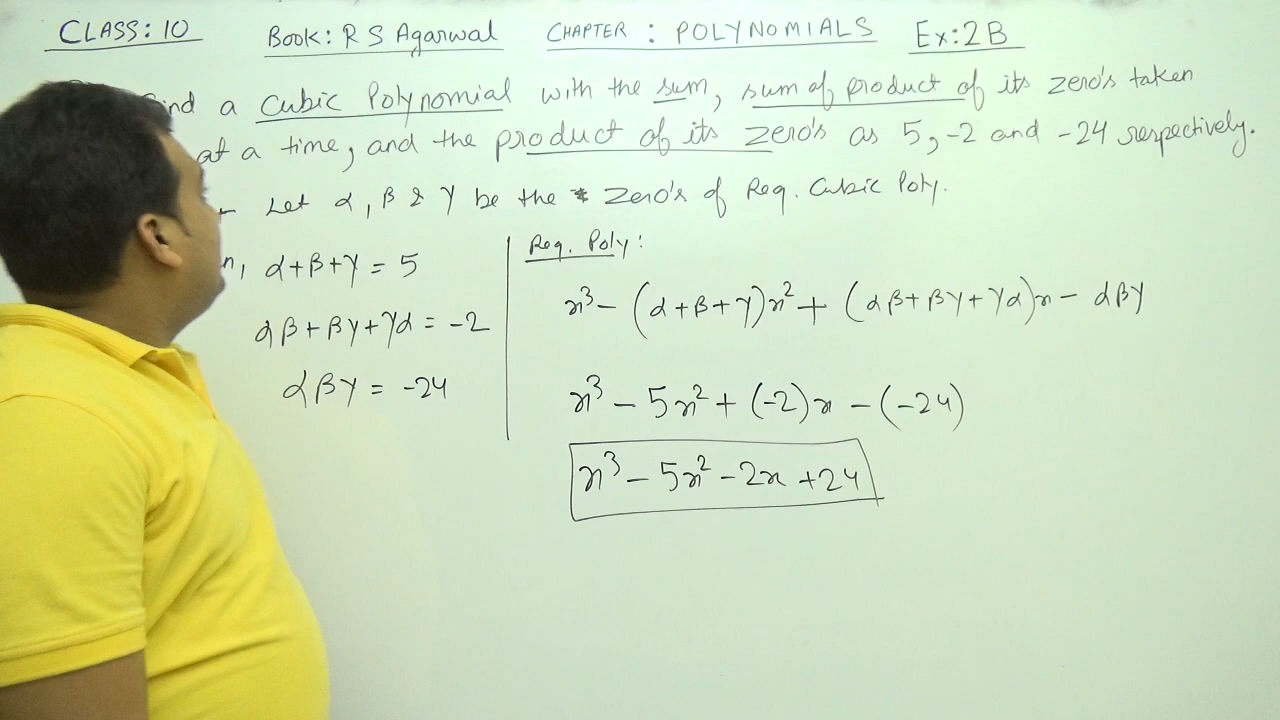 CLASS: 10 Book: R S Agarwal CHAPTER : POLYNOMIALS Ex: 2B
find a Cubic Polynomial with the sum, sum of product of its zero's taken
at a time, and the product of its zero's as 5, -2 and -24 respectively.
Let α, β & γ be the zero's of Req. Cubic Poly.
α+β+γ = 5
αβ+βγ+γα = -2
αβγ = -24
Req. Poly:
x³ - (α+β+γ)x² + (αβ+βγ+γα)x - αβγ
x³ - 5x² + (-2)x - (-24)
x³ - 5x² - 2x + 24